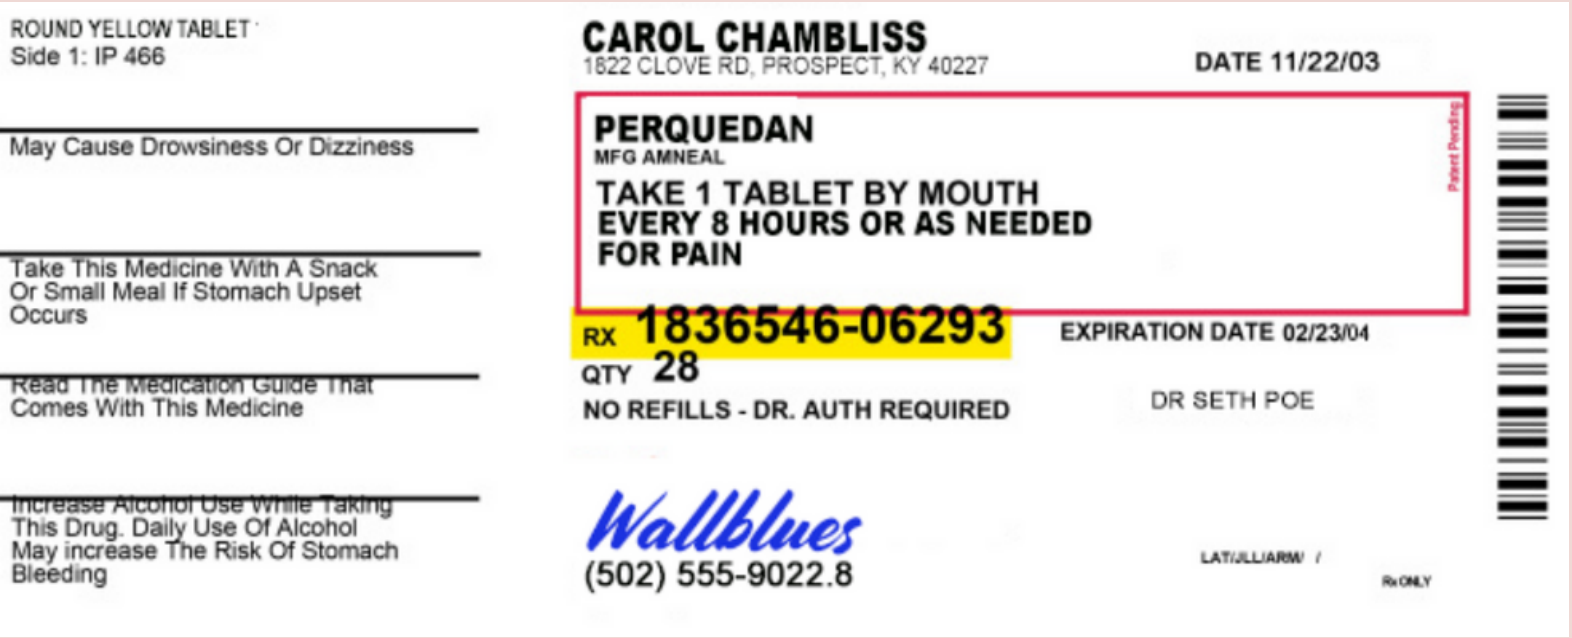 ROUND YELLOW TABLET
Side 1: IP 466
May Cause Drowsiness Or Dizziness
Take This Medicine With A Snack
Or Small Meal If Stomach Upset
Occurs
Read The Medication Guide That
Comes With This Medicine
Increase Alcohol Use While Taking
This Drug. Daily Use Of Alcohol
May increase The Risk Of Stomach
Bleeding
CAROL CHAMBLISS
1822 CLOVE RD, PROSPECT, KY 40227
DATE 11/22/03
PERQUEDAN
MFG AMNEAL
TAKE 1 TABLET BY MOUTH
EVERY 8 HOURS OR AS NEEDED
FOR PAIN
Patent Pending
RX 1836546-06293
EXPIRATION DATE 02/23/04
QTY 28
NO REFILLS - DR. AUTH REQUIRED
DR SETH POE
Wallblues
(502) 555-9022.8
LAT/JLL/ARM/ /
Rx ONLY